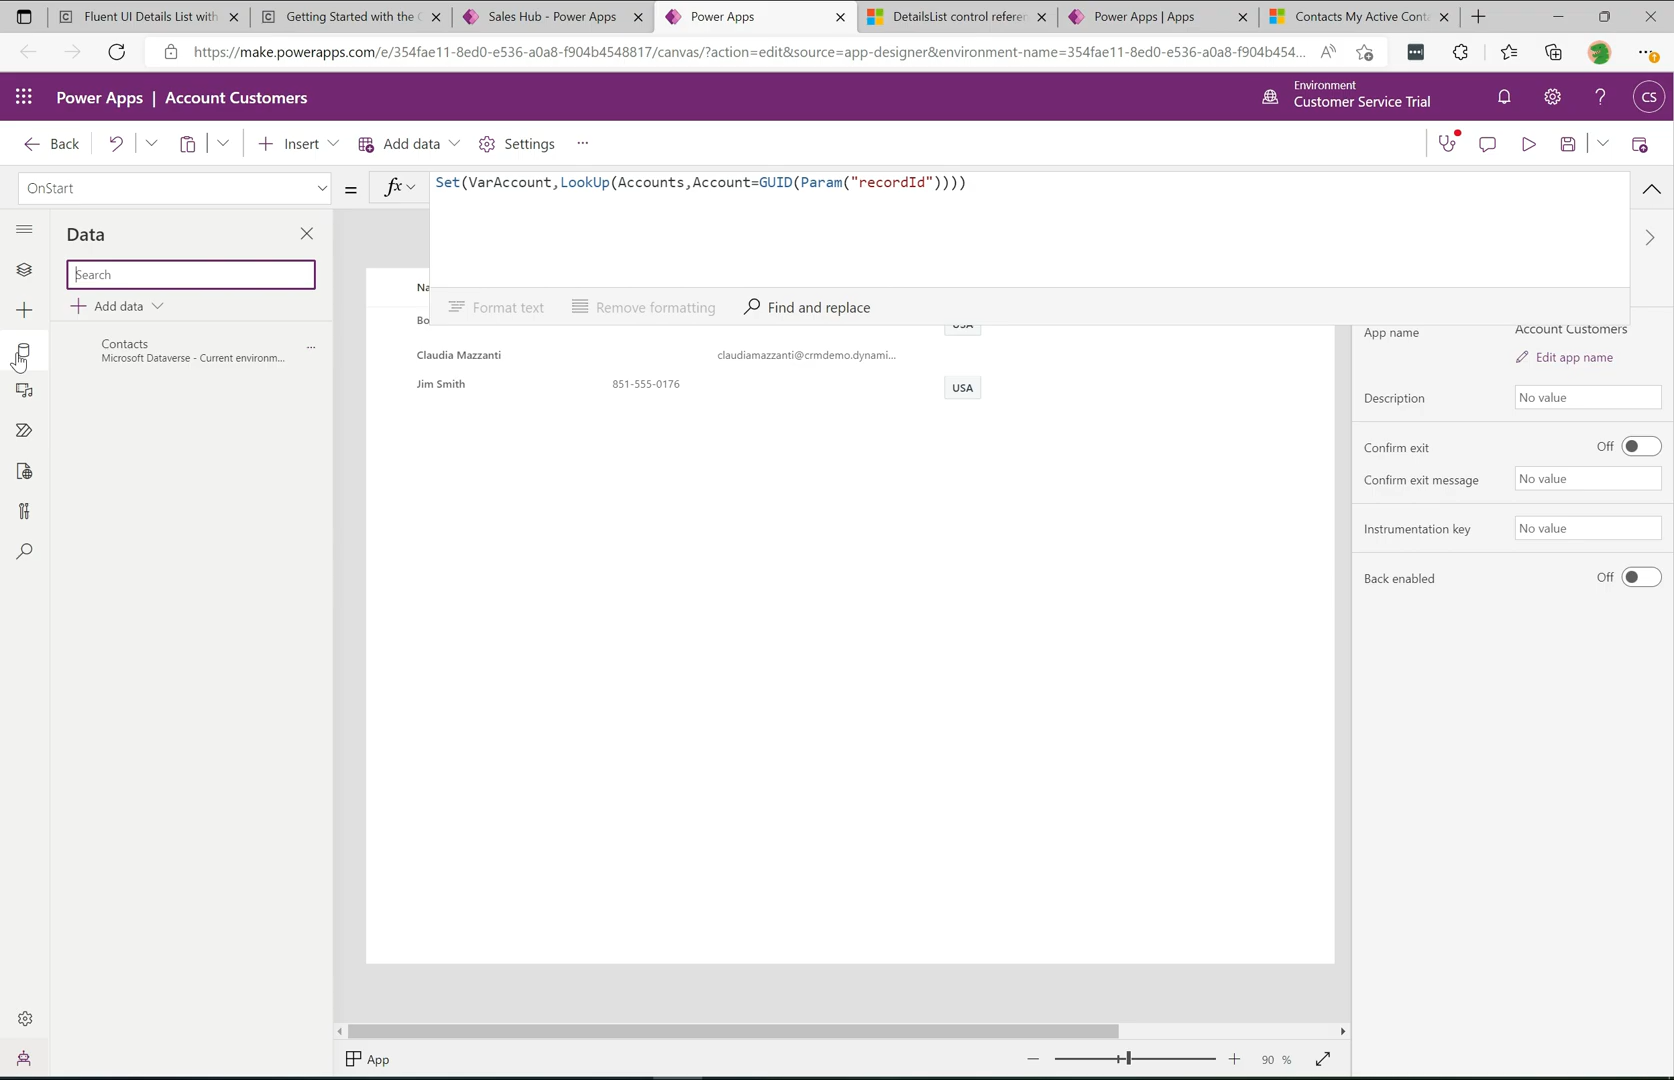 Fluent UI Details List with
Getting Started with the
Sales Hub - Power Apps
Power Apps
DetailsList control referen
Power Apps | Apps
Contacts My Active Conta
https://make.powerapps.com/e/354fae11-8ed0-e536-a0a8-f904b4548817/canvas/?action=edit&source=app-designer&environment-name=354fae11-8ed0-e536-a0a8-f904b454...
Power Apps | Account Customers
Environment
Customer Service Trial
CS
Back
Insert
Add data
Settings
OnStart
=
fx
Set(VarAccount,LookUp(Accounts,Account=GUID(Param("recordId"))))
Data
Search
Add data
Contacts
Microsoft Dataverse - Current environm...
Format text
Remove formatting
Find and replace
Na
Bo
USA
Claudia Mazzanti
claudiamazzanti@crmdemo.dynami...
Jim Smith
851-555-0176
USA
App name
Account Customers
Edit app name
Description
No value
Confirm exit
Off
Confirm exit message
No value
Instrumentation key
No value
Back enabled
Off
App
90 %